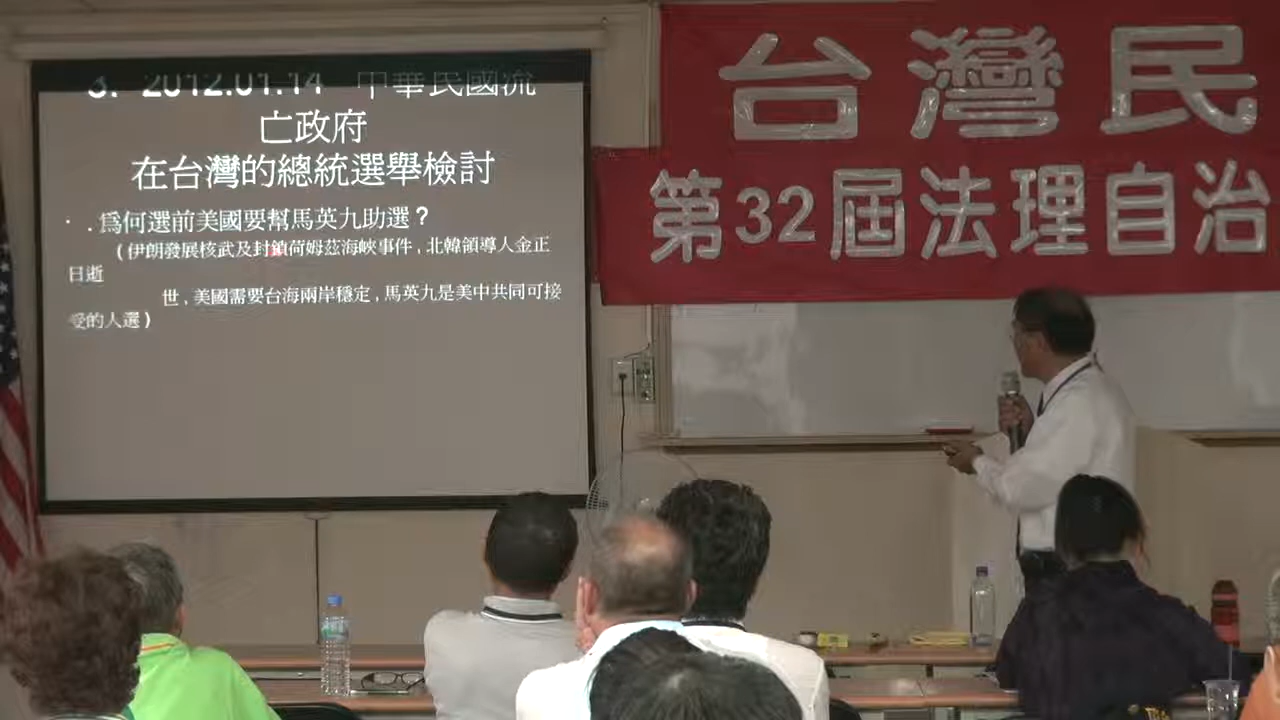 3. 2012.01.14 中華民國流
亡政府
在台灣的總統選舉檢討
. 為何選前美國要幫馬英九助選？
(伊朗發展核武及封鎖荷姆茲海峽事件，北韓領導人金正
日逝
世，美國需要台海兩岸穩定，馬英九是美中共同可接
受的人選)
台灣民
第32屆法理自治